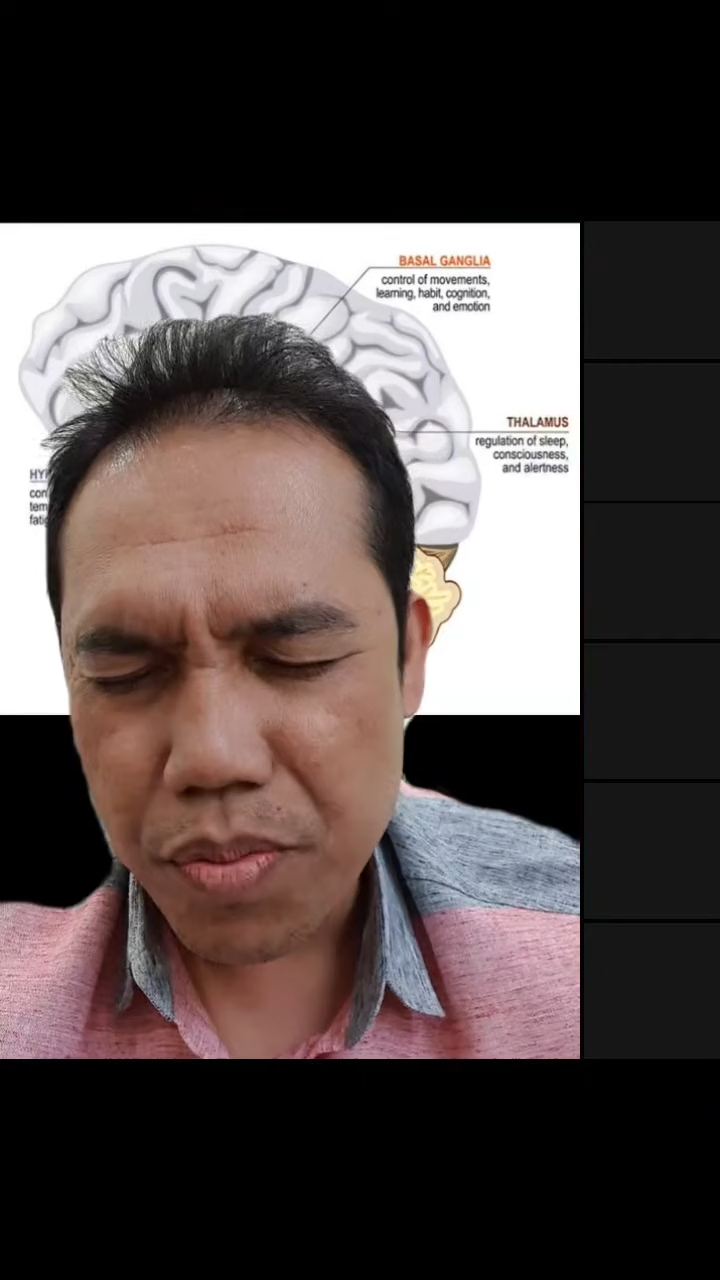 BASAL GANGLIA
control of movements,
learning, habit, cognition,
and emotion
THALAMUS
regulation of sleep,
consciousness,
and alertness